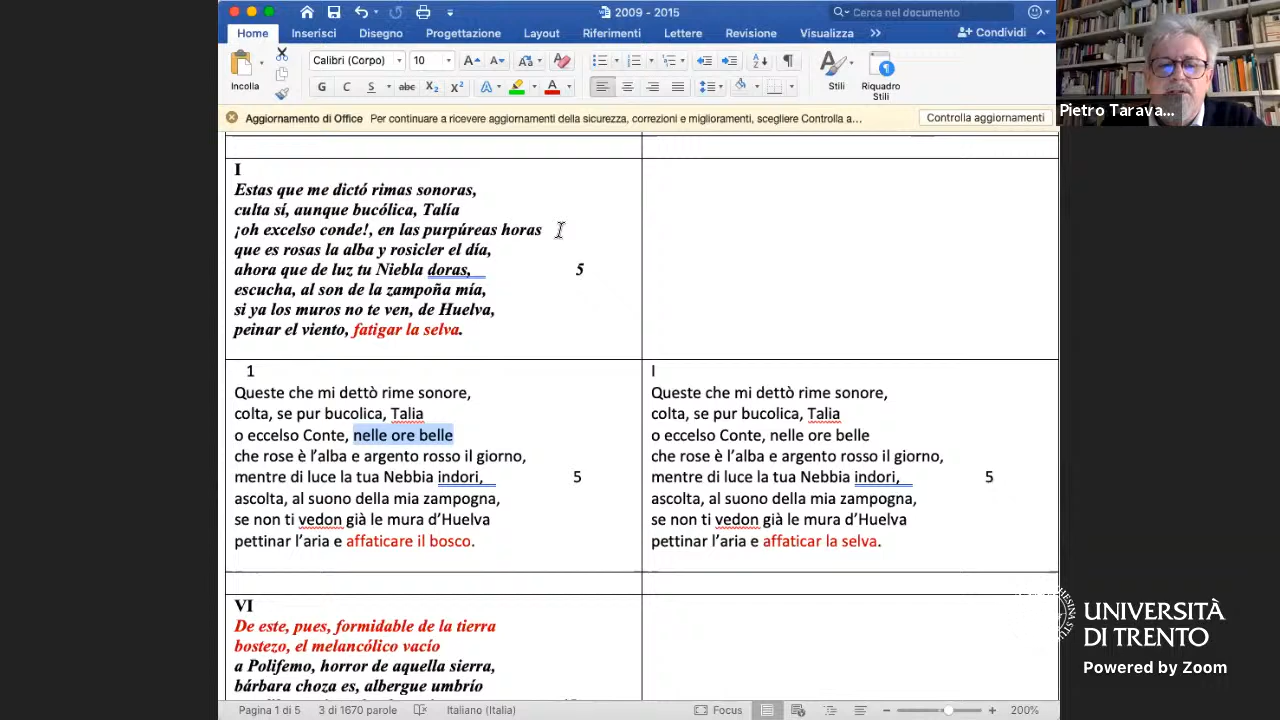 2009 - 2015
Cerca nel documento
Home Inserisci Disegno Progettazione Layout Riferimenti Lettere Revisione Visualizza Condividi
Incolla Calibri (Corpo) 10 Stili Riquadro Stili
G C S abc X₂ X²
Aggiornamento di Office Per continuare a ricevere aggiornamenti della sicurezza, correzioni e miglioramenti, scegliere Controlla a... Controlla aggiornamenti
Pietro Tarava...
I
Estas que me dictó rimas sonoras,
culta sí, aunque bucólica, Talía
¡oh excelso conde!, en las purpúreas horas
que es rosas la alba y rosicler el día,
ahora que de luz tu Niebla doras, 5
escucha, al son de la zampoña mía,
si ya los muros no te ven, de Huelva,
peinar el viento, fatigar la selva.
1
Queste che mi dettò rime sonore,
colta, se pur bucolica, Talia
o eccelso Conte, nelle ore belle
che rose è l’alba e argento rosso il giorno,
mentre di luce la tua Nebbia indori, 5
ascolta, al suono della mia zampogna,
se non ti vedon già le mura d’Huelva
pettinar l’aria e affaticare il bosco.
I
Queste che mi dettò rime sonore,
colta, se pur bucolica, Talia
o eccelso Conte, nelle ore belle
che rose è l’alba e argento rosso il giorno,
mentre di luce la tua Nebbia indori, 5
ascolta, al suono della mia zampogna,
se non ti vedon già le mura d’Huelva
pettinar l’aria e affaticar la selva.
VI
De este, pues, formidable de la tierra
bostezo, el melancólico vacío
a Polifemo, horror de aquella sierra,
bárbara choza es, albergue umbrío
UNIVERSITÀ
DI TRENTO
Powered by Zoom
Pagina 1 di 5 3 di 1670 parole Italiano (Italia) Focus 200%